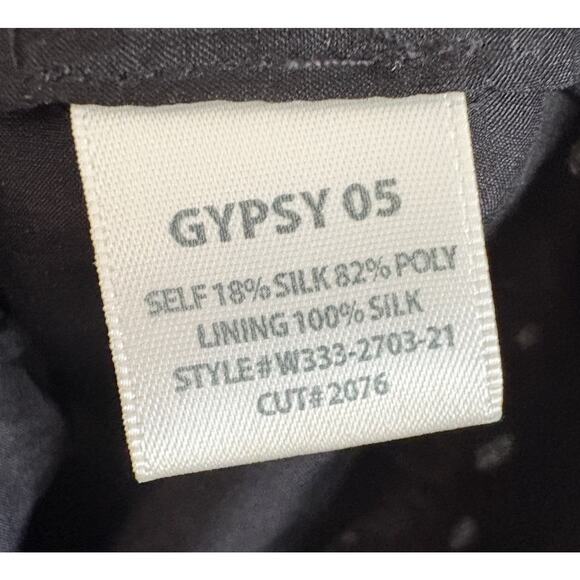 GYPSY 05
SELF 18% SILK 82% POLY
LINING 100% SILK
STYLE# W333-2703-21
CUT# 2076